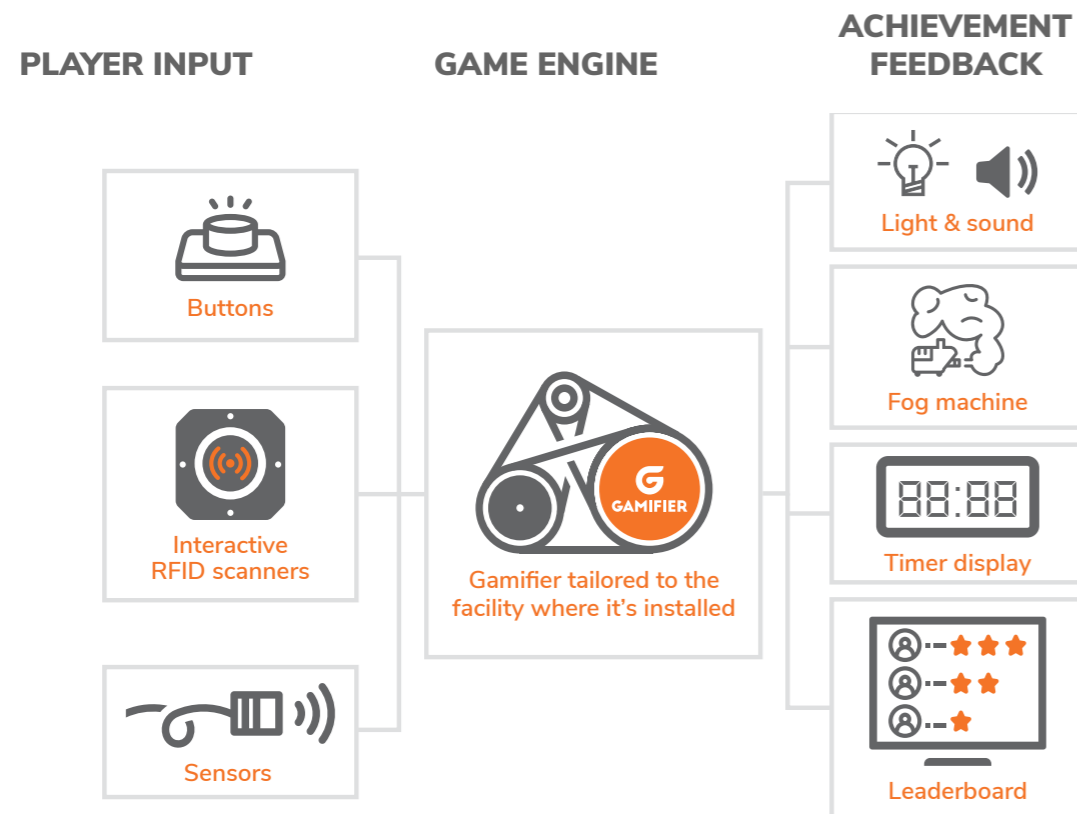 PLAYER INPUT
GAME ENGINE
ACHIEVEMENT
FEEDBACK
Buttons
Interactive
RFID scanners
Sensors
G
GAMIFIER
Gamifier tailored to the
facility where it's installed
Light & sound
Fog machine
88:88
Timer display
Leaderboard